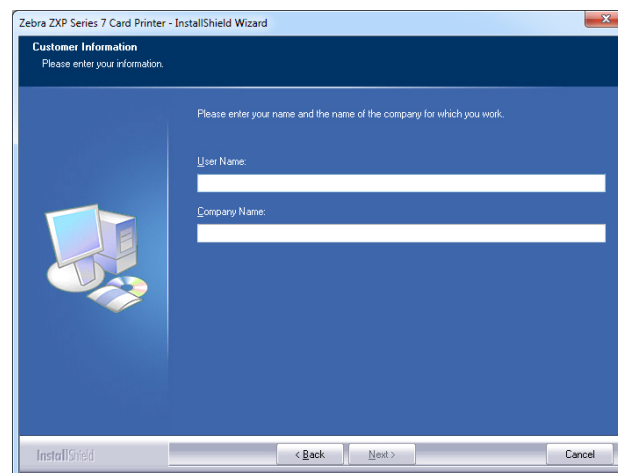 Zebra ZXP Series 7 Card Printer - InstallShield Wizard
Customer Information
Please enter your information.
Please enter your name and the name of the company for which you work.
User Name:
Company Name:
InstallShield
< Back
Next >
Cancel